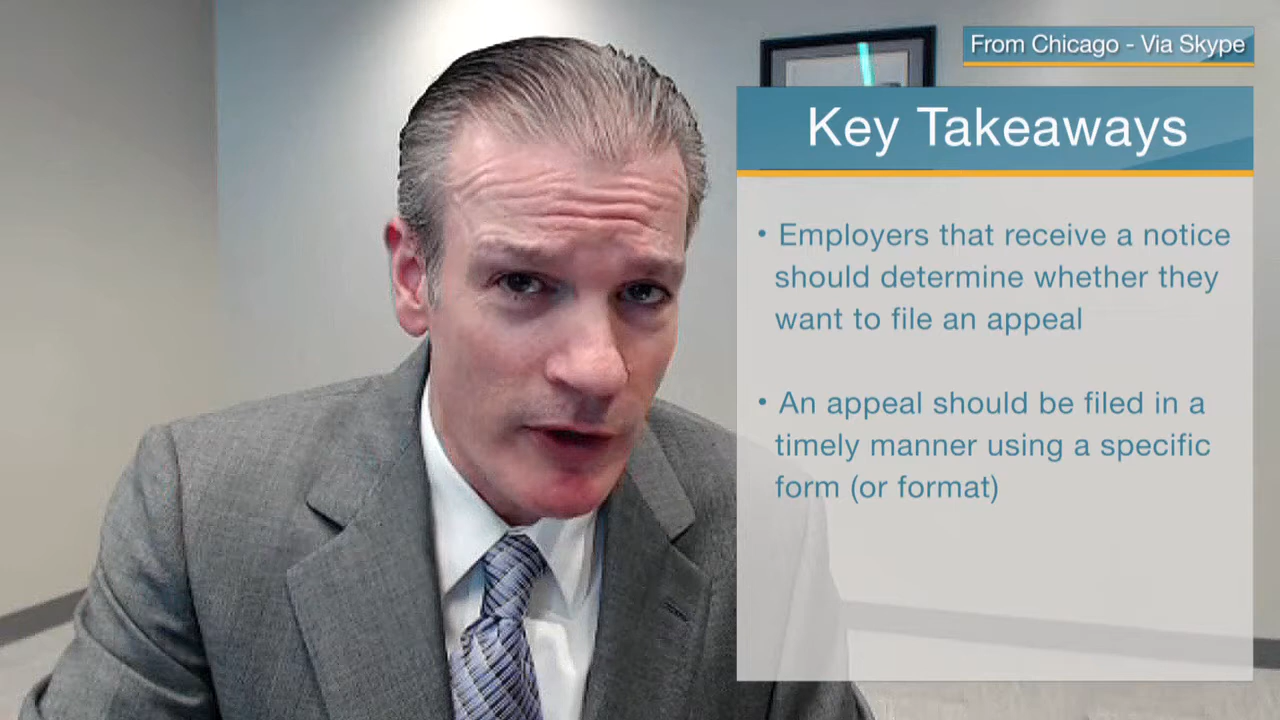 From Chicago - Via Skype
Key Takeaways
• Employers that receive a notice
should determine whether they
want to file an appeal
• An appeal should be filed in a
timely manner using a specific
form (or format)